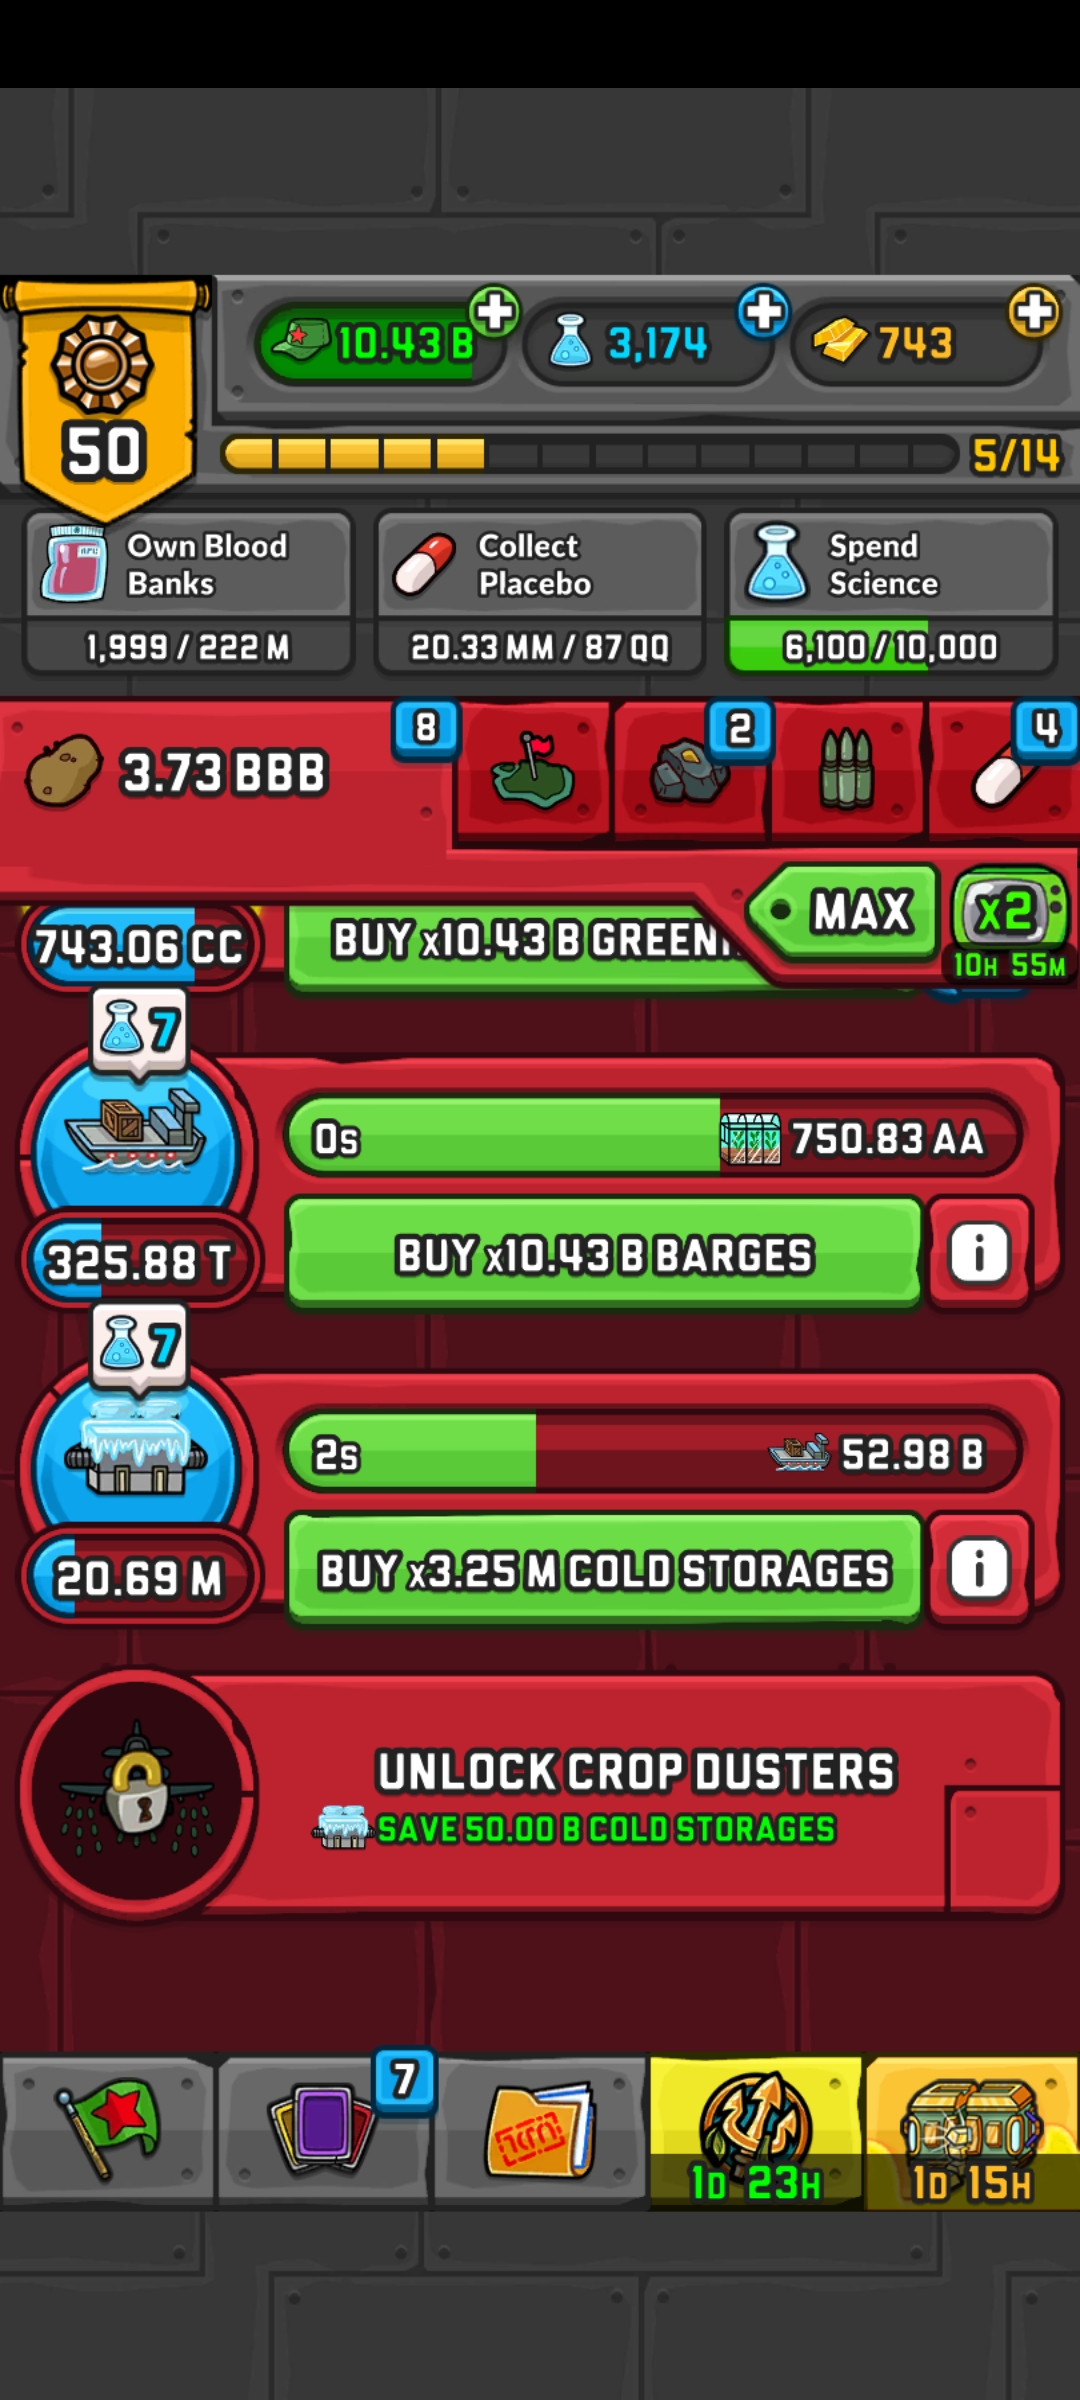 10.43 B
3,174
743
50
5/14
Own Blood
Banks
1,999 / 222 M
Collect
Placebo
20.33 MM / 87 QQ
Spend
Science
6,100 / 10,000
3.73 BBB
8
2
4
MAX
x2
10H 55M
743.06 CC
BUY x10.43 B GREEN
7
0s
750.83 AA
325.88 T
BUY x10.43 B BARGES
i
7
2s
52.98 B
20.69 M
BUY x3.25 M COLD STORAGES
i
UNLOCK CROP DUSTERS
SAVE 50.00 B COLD STORAGES
7
1D 23H
1D 15H